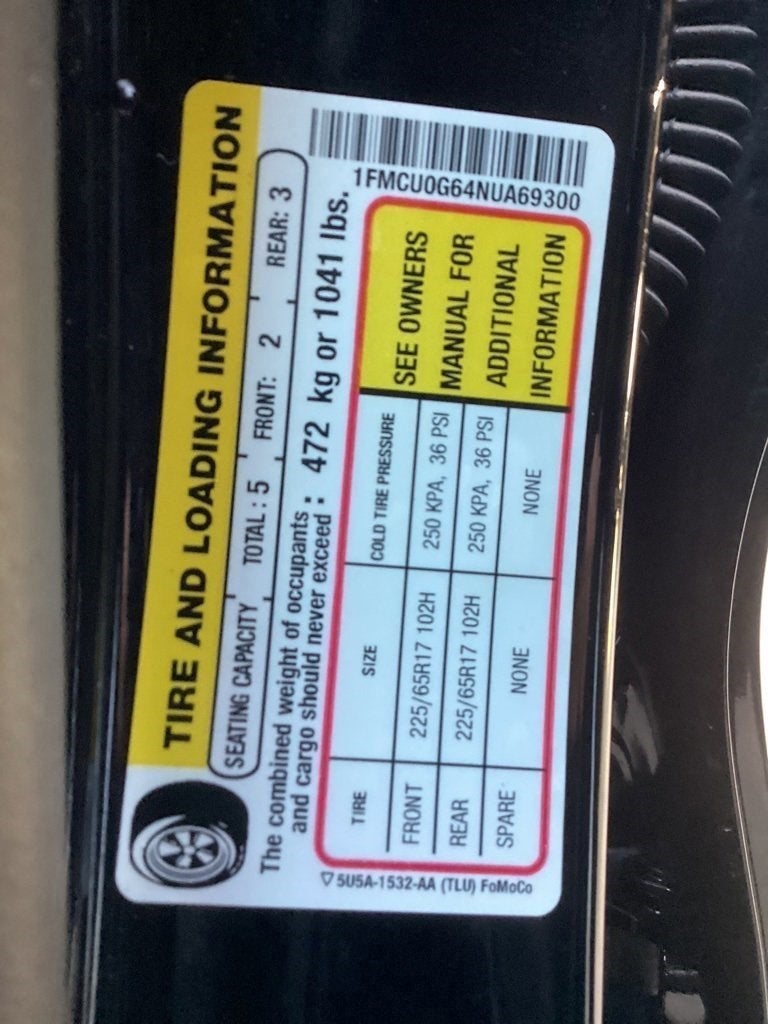 TIRE AND LOADING INFORMATION
SEATING CAPACITY TOTAL : 5 FRONT: 2 REAR: 3
The combined weight of occupants
and cargo should never exceed : 472 kg or 1041 lbs.
1FMCU0G64NUA69300
TIRE SIZE COLD TIRE PRESSURE
FRONT 225/65R17 102H 250 KPA, 36 PSI
REAR 225/65R17 102H 250 KPA, 36 PSI
SPARE NONE NONE
SEE OWNERS
MANUAL FOR
ADDITIONAL
INFORMATION
5U5A-1532-AA (TLU) FoMoCo